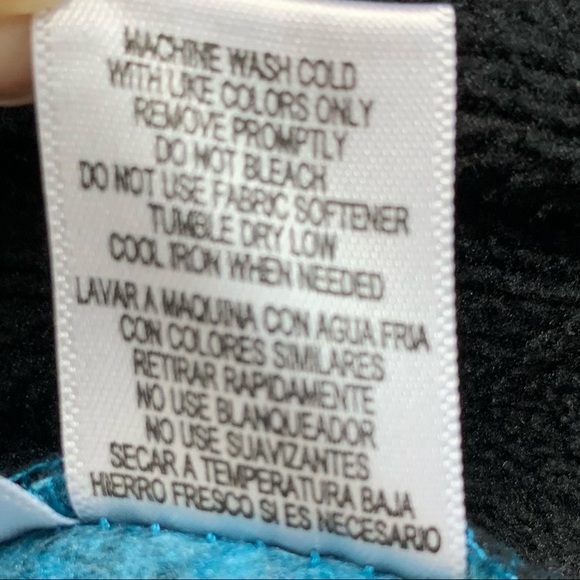 MACHINE WASH COLD
WITH LIKE COLORS ONLY
REMOVE PROMPTLY
DO NOT BLEACH
DO NOT USE FABRIC SOFTENER
TUMBLE DRY LOW
COOL IRON WHEN NEEDED
LAVAR A MAQUINA CON AGUA FRIA
CON COLORES SIMILARES
RETIRAR RAPIDAMENTE
NO USE BLANQUEADOR
NO USE SUAVIZANTES
SECAR A TEMPERATURA BAJA
HIERRO FRESCO SI ES NECESARIO